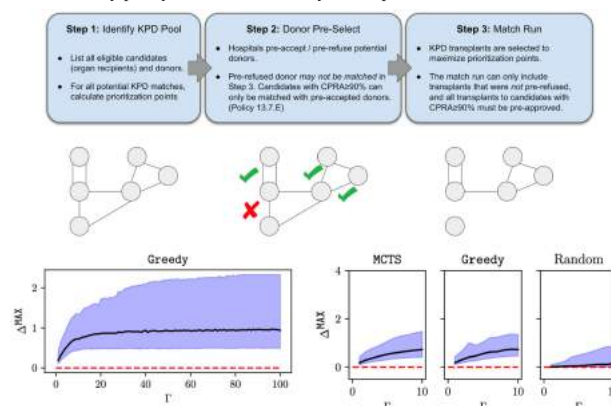 Step 1: Identify KPD Pool
List all eligible candidates
(organ recipients) and donors.
For all potential KPD matches,
calculate prioritization points
Step 2: Donor Pre-Select
Hospitals pre-accept / pre-refuse potential
donors.
Pre-refused donor may not be matched in
Step 3. Candidates with CPRA≥90% can
only be matched with pre-accepted donors.
(Policy 13.7.E)
Step 3: Match Run
KPD transplants are selected to
maximize prioritization points.
The match run can only include
transplants that were not pre-refused,
and all transplants to candidates with
CPRA≥90% must be pre-approved.
Greedy
Δ^MAX
2
1
0
0 20 40 60 80 100
Γ
MCTS
Greedy
Random
Δ^MAX
4
2
0
0 10
0 10
0 10
Γ
Γ
Γ